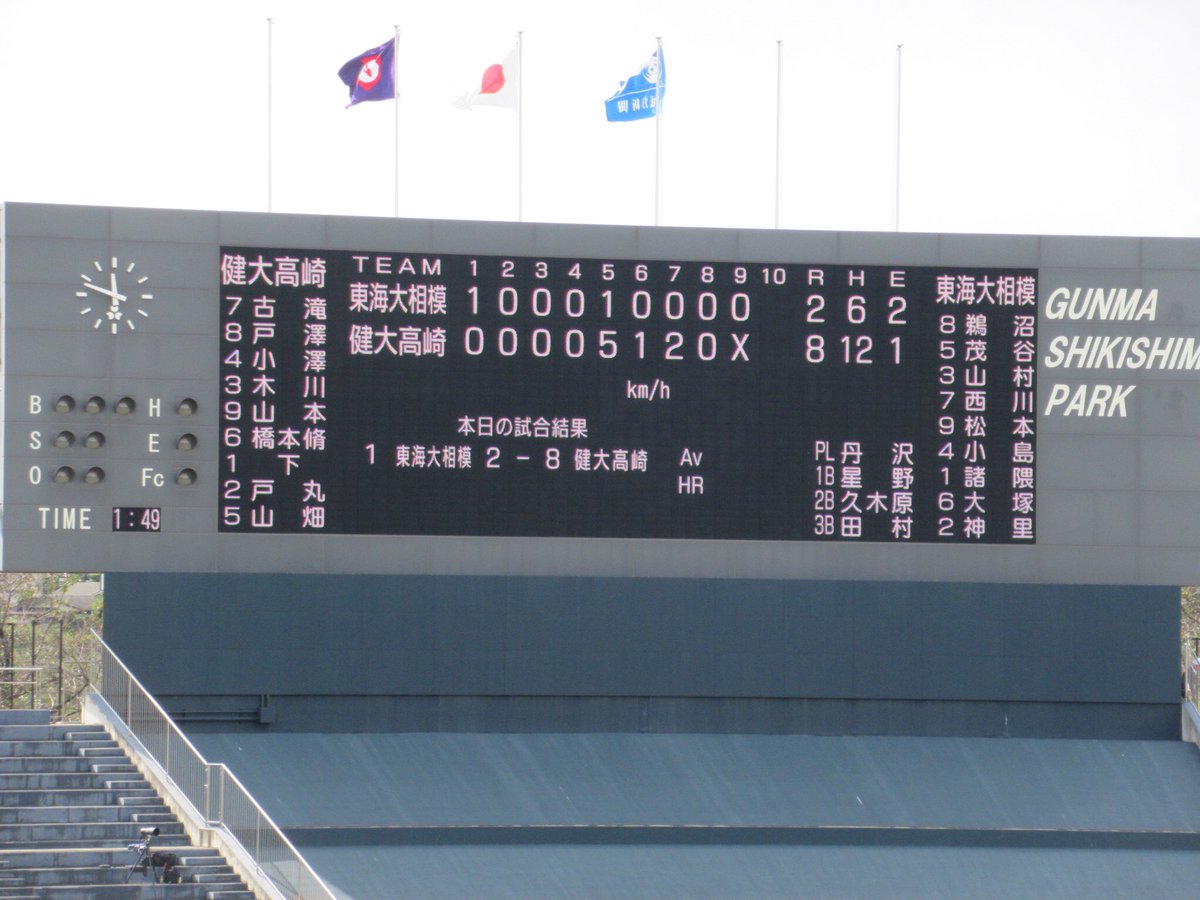 健大高崎
7 古滝
8 戸澤
4 小澤
3 木川
9 山本
6 橋本脩
1 下
2 戸丸
5 山畑
TEAM 1 2 3 4 5 6 7 8 9 10 R H E
東海大相模 1 0 0 0 1 0 0 0 0 2 6 2
健大高崎 0 0 0 0 5 1 2 0 X 8 12 1
km/h
本日の試合結果
1 東海大相模 2 - 8 健大高崎
Av
HR
PL 丹沢
1B 星野
2B 久木原
3B 田村
東海大相模
8 鵜沼
5 茂谷
3 山村
7 西川
9 松本
4 小島
1 諸隈
6 大塚
2 神里
GUNMA
SHIKISHIM
PARK
B H
S E
O Fc
TIME 1:49